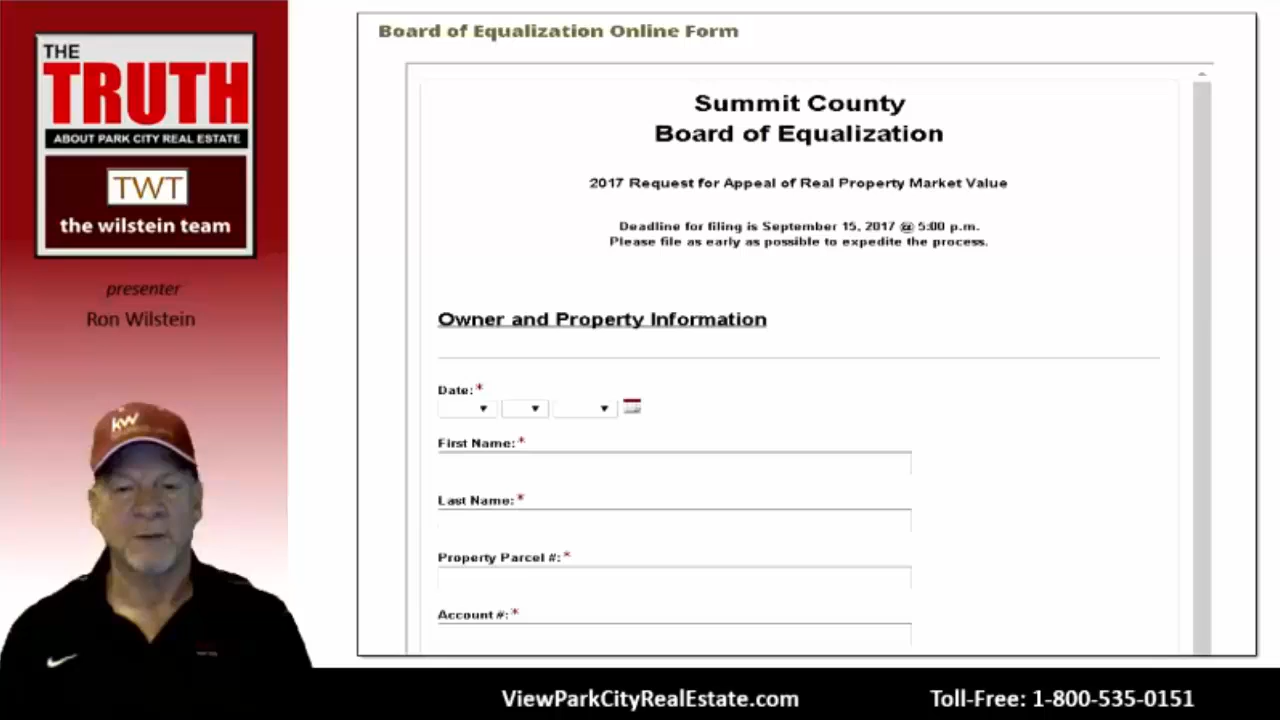 THE
TRUTH
ABOUT PARK CITY REAL ESTATE
TWT
the wilstein team
presenter
Ron Wilstein
kw
Board of Equalization Online Form
Summit County
Board of Equalization
2017 Request for Appeal of Real Property Market Value
Deadline for filing is September 15, 2017 @ 5:00 p.m.
Please file as early as possible to expedite the process.
Owner and Property Information
Date:*
First Name:*
Last Name:*
Property Parcel #:*
Account #:*
ViewParkCityRealEstate.com
Toll-Free: 1-800-535-0151